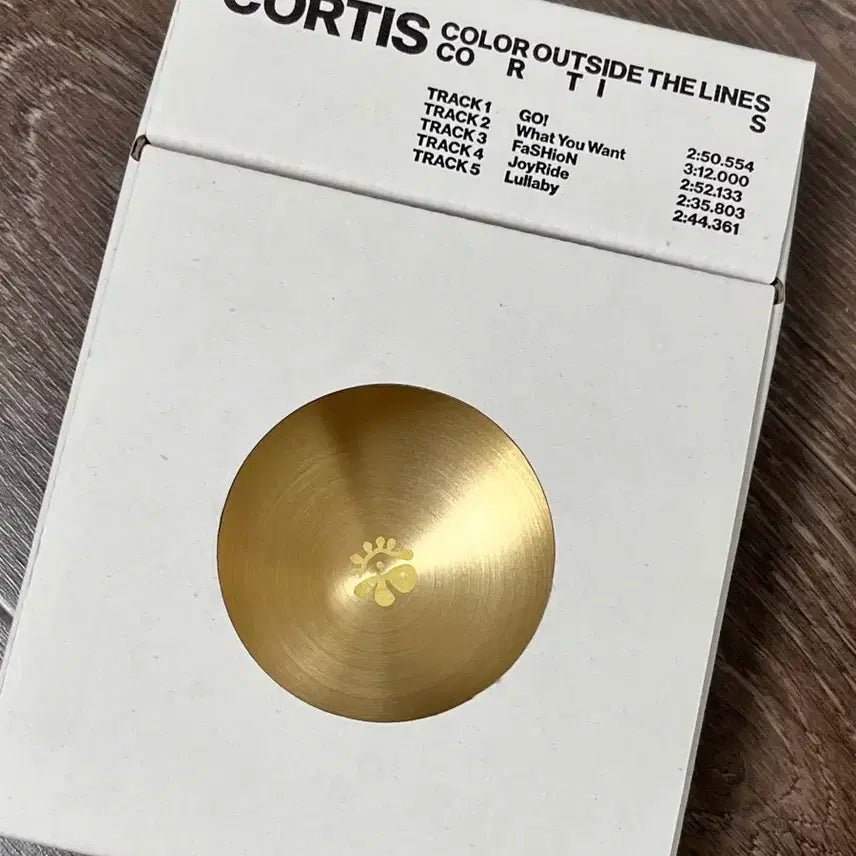 CORTIS
COLOR OUTSIDE THE LINES
CO R T I S
TRACK 1 GO! 2:50.554
TRACK 2 What You Want 3:12.000
TRACK 3 FaSHioN 2:52.133
TRACK 4 JoyRide 2:35.803
TRACK 5 Lullaby 2:44.361